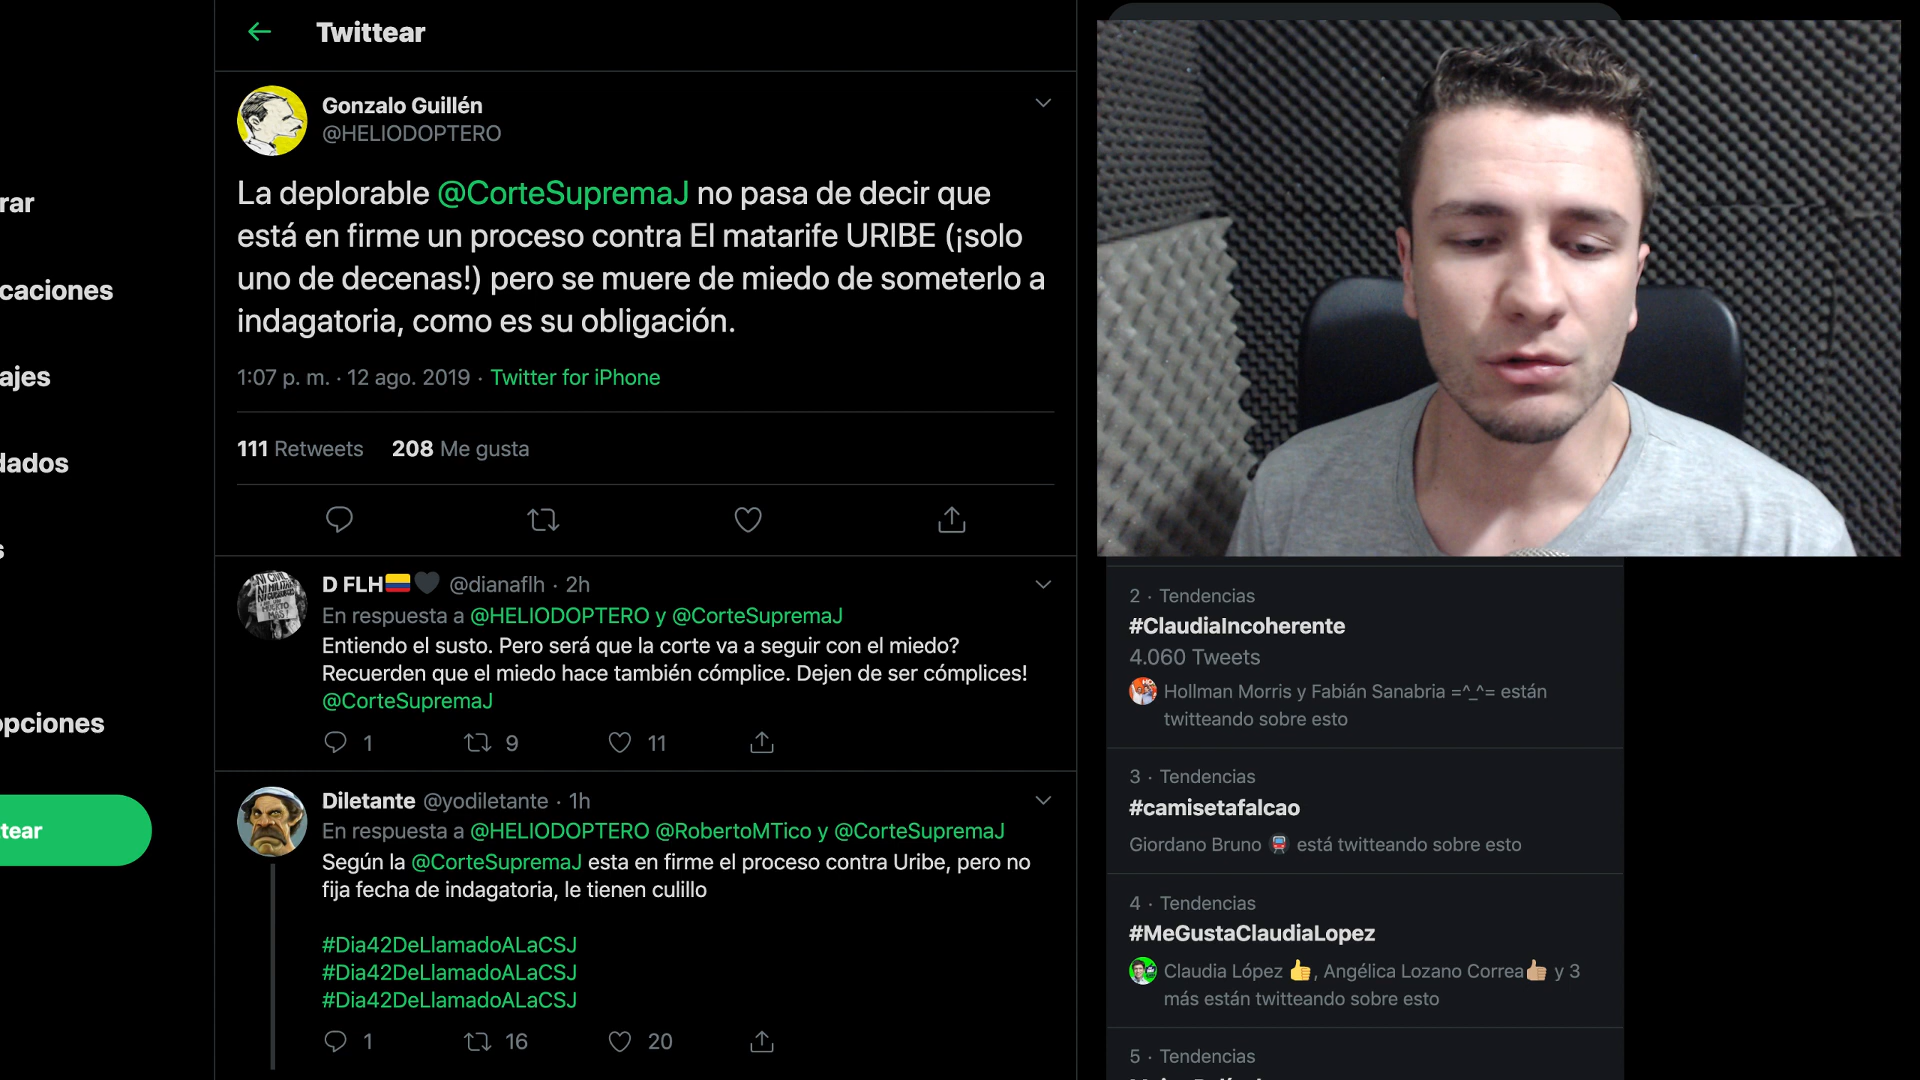 Twittear
Gonzalo Guillén
@HELIODOPTERO
La deplorable @CorteSupremaJ no pasa de decir que
está en firme un proceso contra El matarife URIBE (¡solo
uno de decenas!) pero se muere de miedo de someterlo a
indagatoria, como es su obligación.
1:07 p. m. · 12 ago. 2019 · Twitter for iPhone
111 Retweets 208 Me gusta
D FLH @dianaflh · 2h
En respuesta a @HELIODOPTERO y @CorteSupremaJ
Entiendo el susto. Pero será que la corte va a seguir con el miedo?
Recuerden que el miedo hace también cómplice. Dejen de ser cómplices!
@CorteSupremaJ
1 9 11
Diletante @yodiletante · 1h
En respuesta a @HELIODOPTERO @RobertoMTico y @CorteSupremaJ
Según la @CorteSupremaJ esta en firme el proceso contra Uribe, pero no
fija fecha de indagatoria, le tienen culillo
#Dia42DeLlamadoALaCSJ
#Dia42DeLlamadoALaCSJ
#Dia42DeLlamadoALaCSJ
1 16 20
rar
caciones
ajes
dados
s
opciones
tear
2 · Tendencias
#ClaudiaIncoherente
4.060 Tweets
Hollman Morris y Fabián Sanabria =^_^= están
twitteando sobre esto
3 · Tendencias
#camisetafalcao
Giordano Bruno está twitteando sobre esto
4 · Tendencias
#MeGustaClaudiaLopez
Claudia López , Angélica Lozano Correa y 3
más están twitteando sobre esto
5 · Tendencias